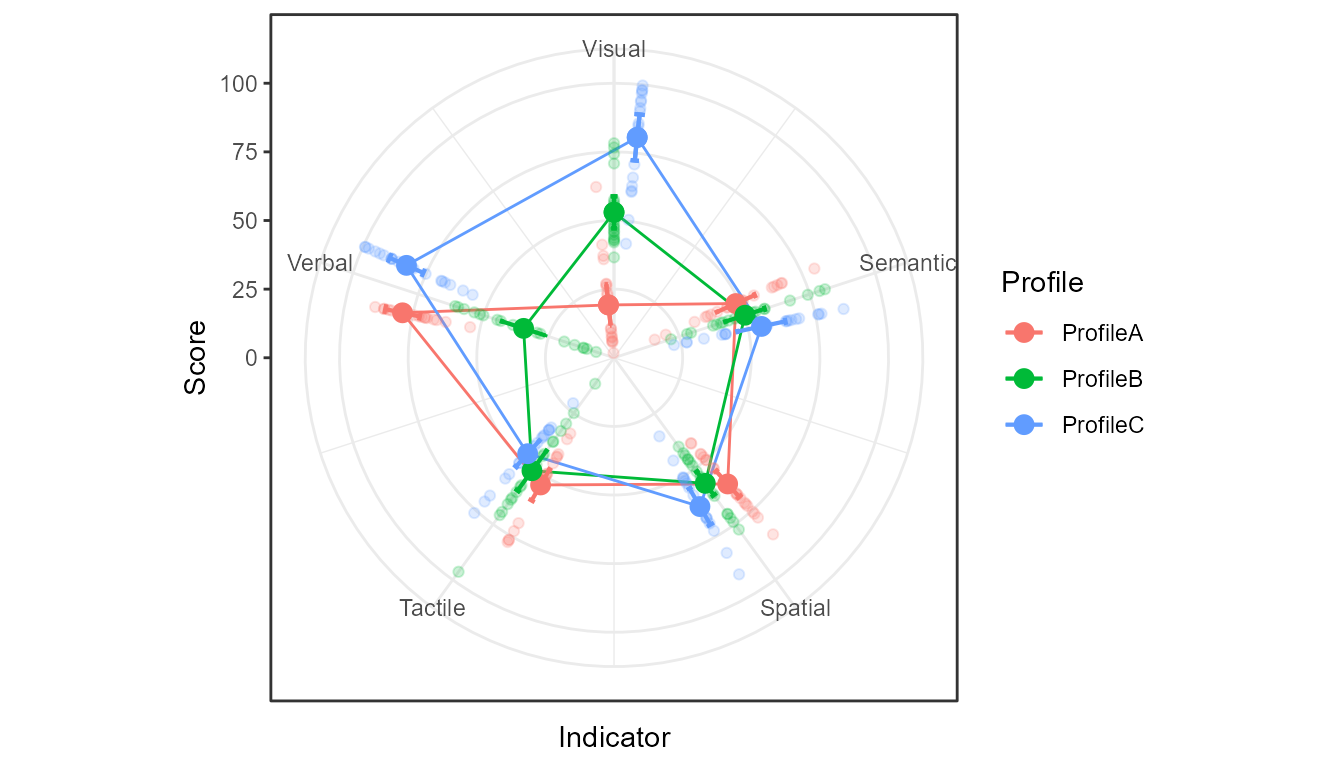 Visual
100
75
50
25
0
Verbal
Semantic
Tactile
Spatial
Score
Indicator
Profile
ProfileA
ProfileB
ProfileC